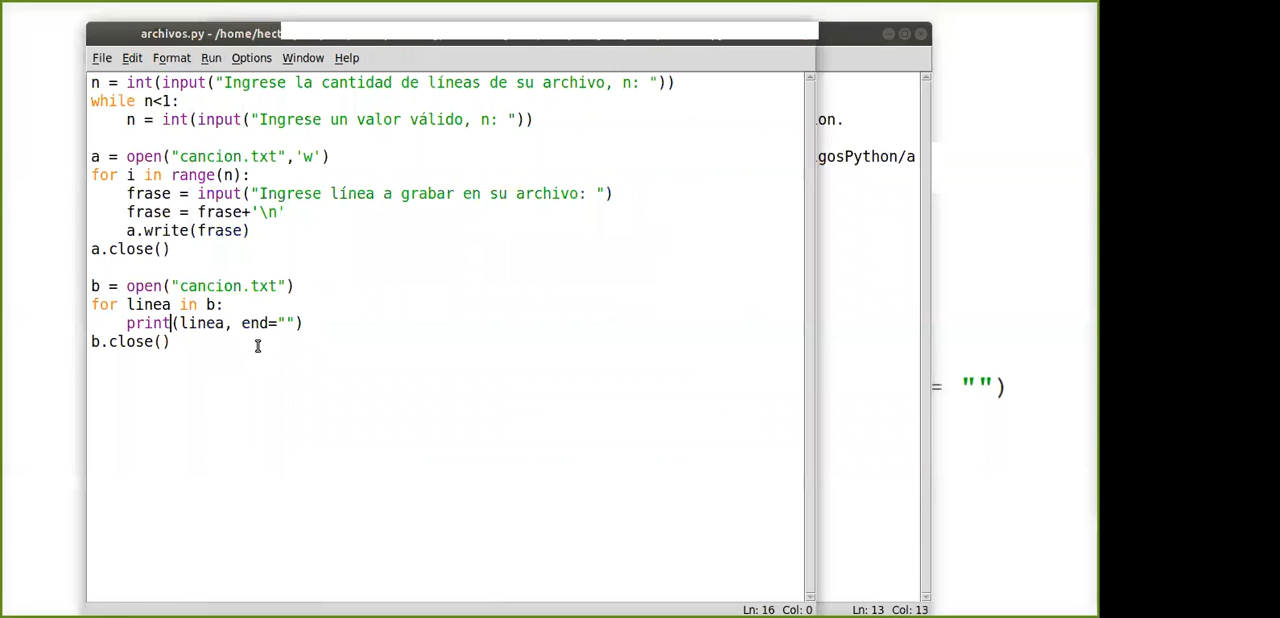 archivos.py - /home/hect
File Edit Format Run Options Window Help
n = int(input("Ingrese la cantidad de líneas de su archivo, n: "))
while n<1:
    n = int(input("Ingrese un valor válido, n: "))
a = open("cancion.txt",'w')
for i in range(n):
    frase = input("Ingrese línea a grabar en su archivo: ")
    frase = frase+'\n'
    a.write(frase)
a.close()
b = open("cancion.txt")
for linea in b:
    print(linea, end="")
b.close()
Ln: 16 Col: 0
on.
gosPython/a
Ln: 13 Col: 13
= "")